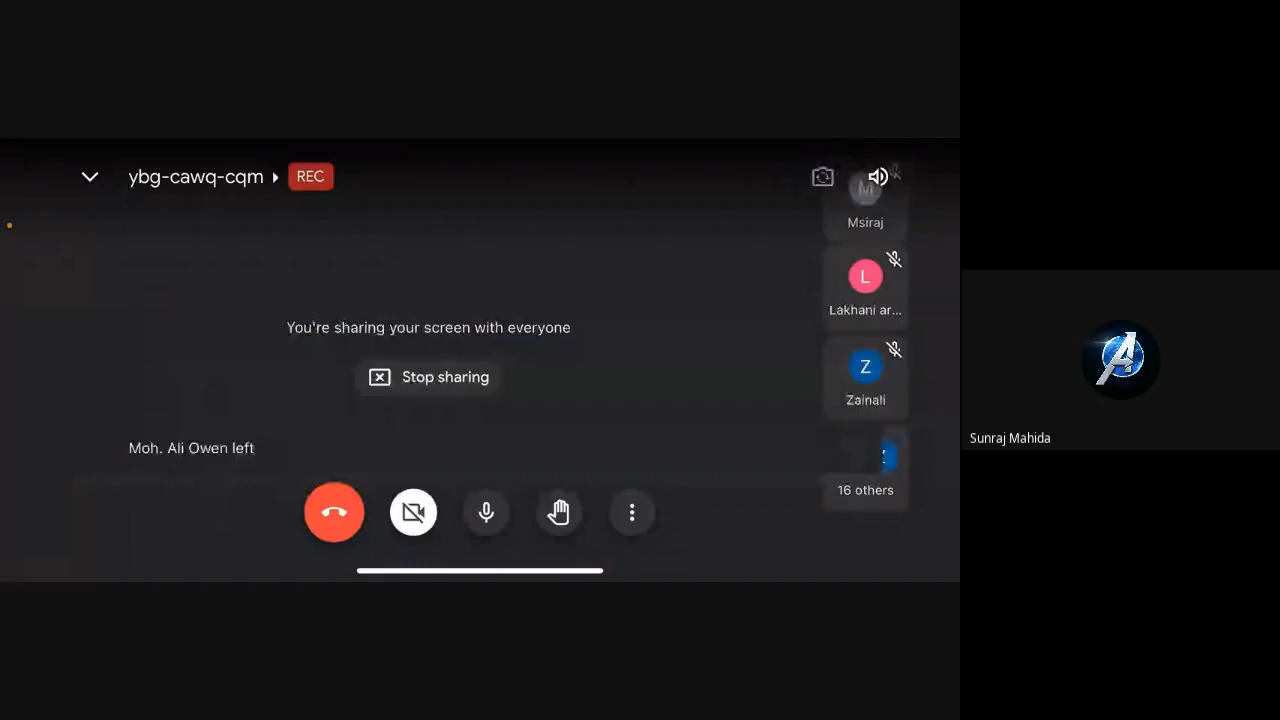 ybg-cawq-cqm
REC
M
Msiraj
L
Lakhani ar...
You're sharing your screen with everyone
Stop sharing
Z
Zainali
Moh. Ali Owen left
16 others
Sunraj Mahida